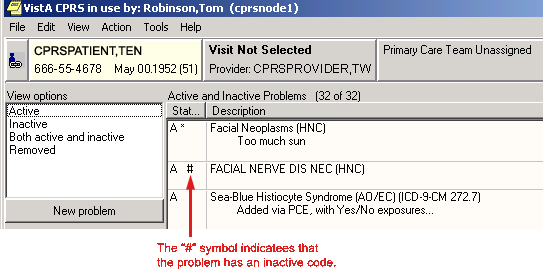 VistA CPRS in use by: Robinson,Tom (cprsnode1)
File Edit View Action Tools Help
CPRSPATIENT,TEN
666-55-4678 May 00,1952 (51)
Visit Not Selected
Provider: CPRSPROVIDER,TW
Primary Care Team Unassigned
View options
Active
Inactive
Both active and inactive
Removed
New problem
Active and Inactive Problems (32 of 32)
Stat... Description
A * Facial Neoplasms (HNC)
Too much sun
A # FACIAL NERVE DIS NEC (HNC)
A Sea-Blue Histiocyte Syndrome (AO/EC) (ICD-9-CM 272.7)
Added via PCE, with Yes/No exposures...
The "#" symbol indicatees that
the problem has an inactive code.